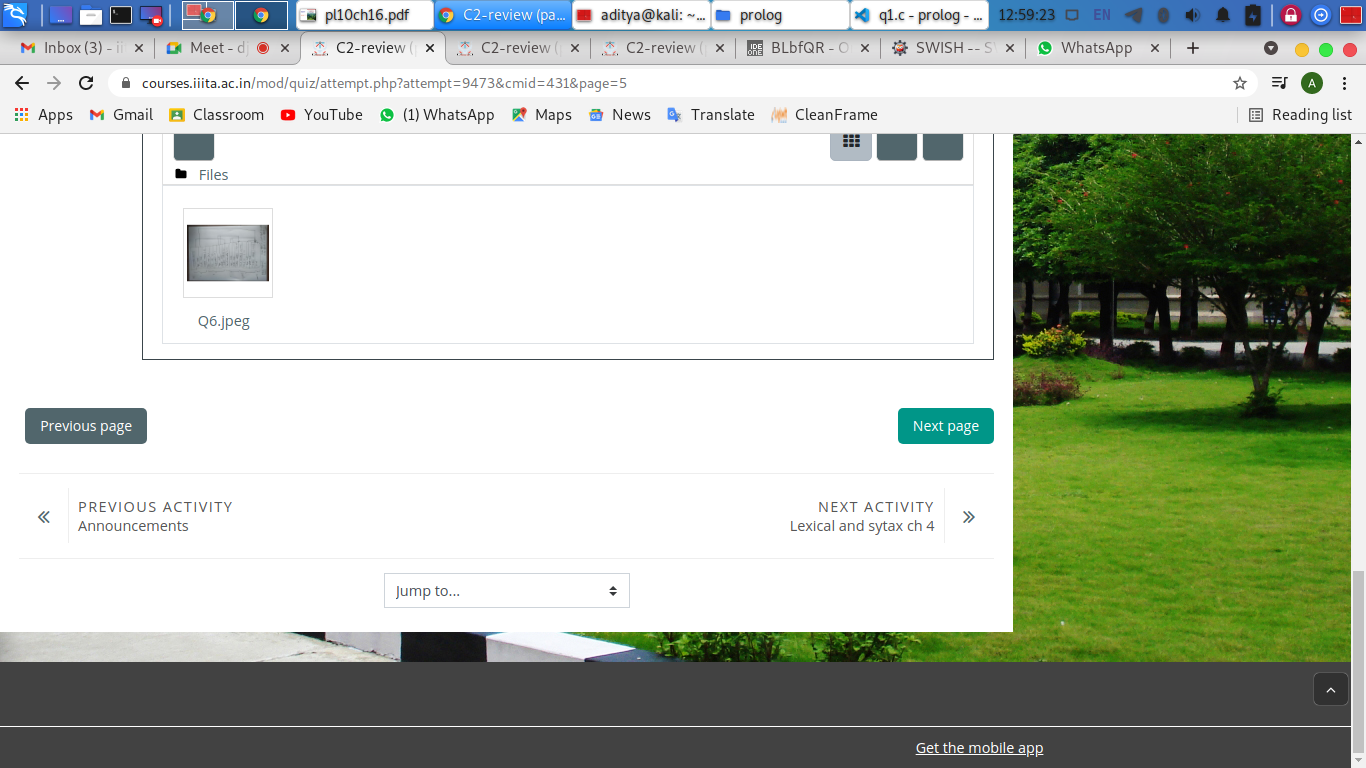 pl10ch16.pdf C2-review (pa... aditya@kali: ~... prolog q1.c - prolog - ... 12:59:23 EN
Inbox (3) - ii Meet - dj C2-review ( C2-review ( C2-review ( BLbfQR - O SWISH -- S WhatsApp
courses.iiita.ac.in/mod/quiz/attempt.php?attempt=9473&cmid=431&page=5 A
Apps Gmail Classroom YouTube (1) WhatsApp Maps News Translate CleanFrame Reading list
Files
Q6.jpeg
Previous page Next page
PREVIOUS ACTIVITY NEXT ACTIVITY
Announcements Lexical and sytax ch 4
Jump to...
Get the mobile app